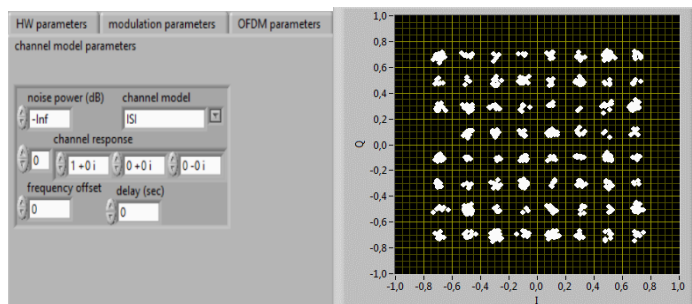 HW parameters modulation parameters OFDM parameters
channel model parameters
noise power (dB) channel model
-Inf ISI
channel response
0 1 +0 i 0 +0 i 0 -0 i
frequency offset delay (sec)
0 0
1,0
0,8
0,6
0,4
0,2
Q 0,0
-0,2
-0,4
-0,6
-0,8
-1,0
-1,0 -0,8 -0,6 -0,4 -0,2 0,0 0,2 0,4 0,6 0,8 1,0
I